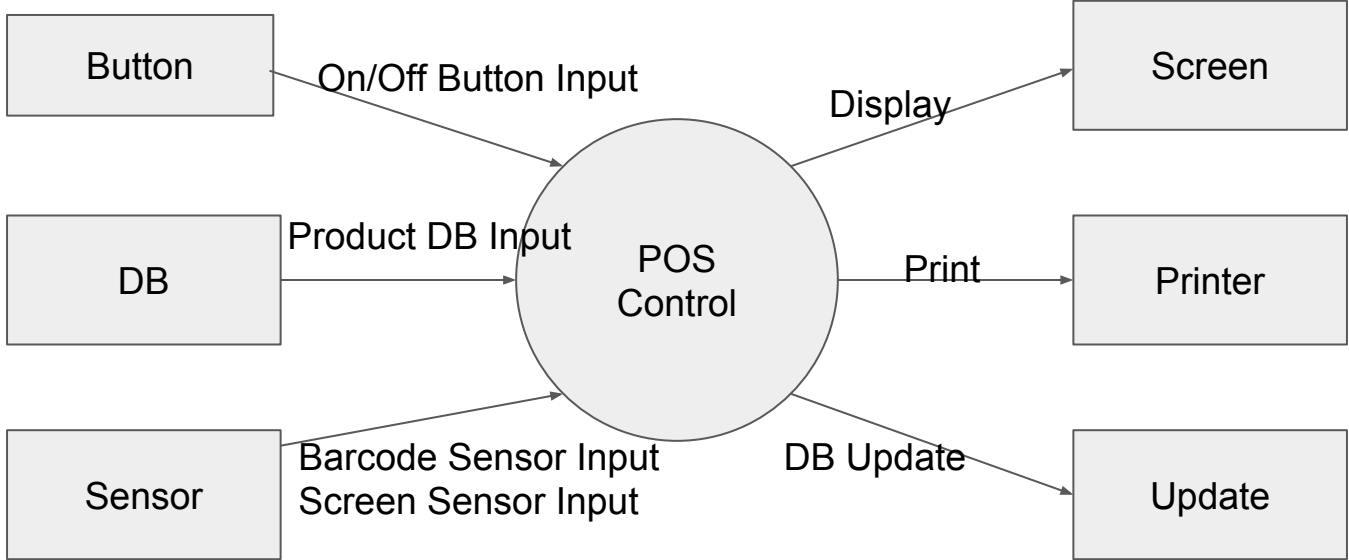 Button
On/Off Button Input
Display
Screen
DB
Product DB Input
POS
Control
Print
Printer
Sensor
Barcode Sensor Input
Screen Sensor Input
DB Update
Update